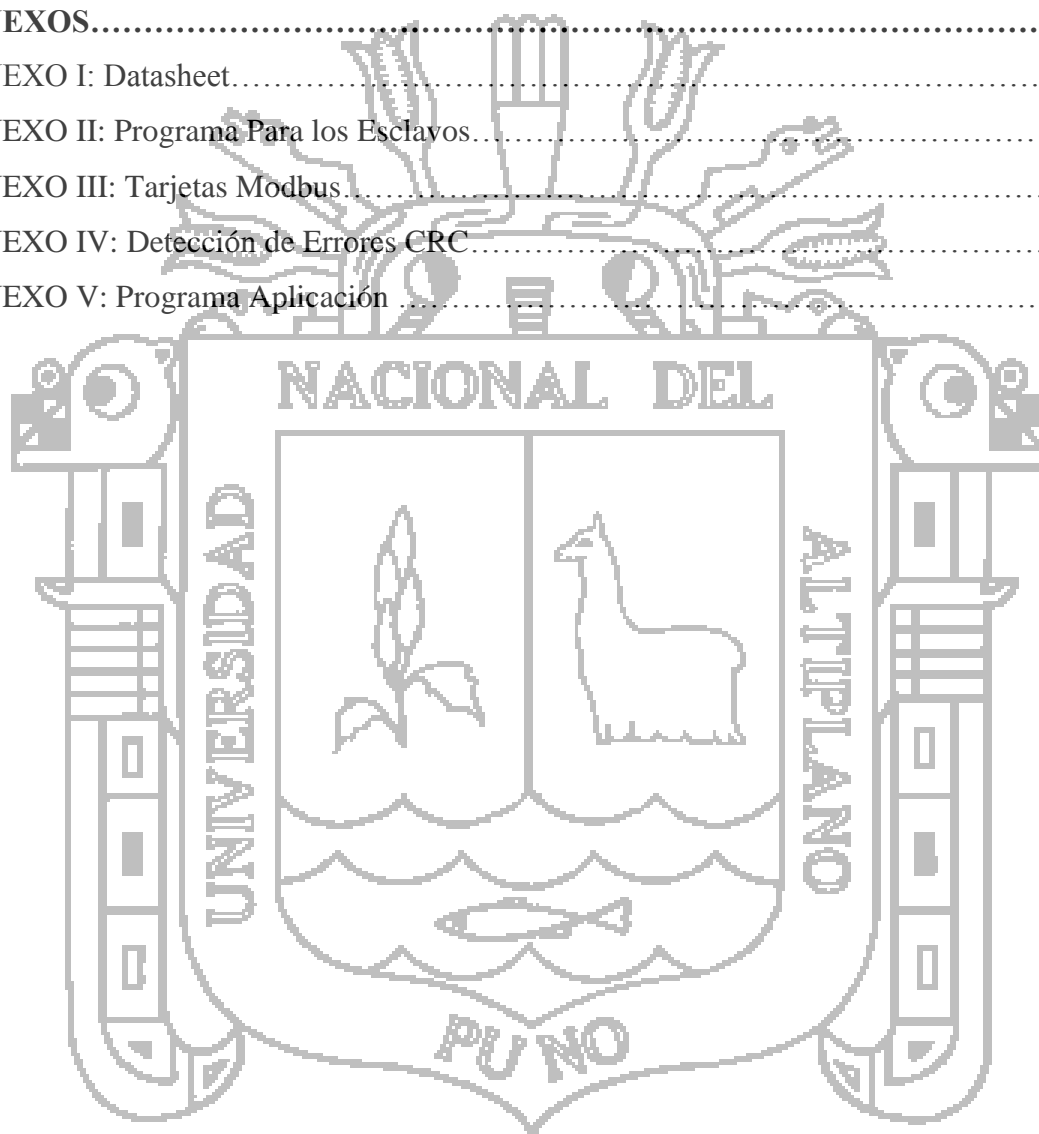 EXOS……………………………………………………………
EXO I: Datasheet……………………………………………………
EXO II: Programa Para los Esclavos……………………………………
EXO III: Tarjetas Modbus………………………………………………
EXO IV: Detección de Errores CRC……………………………………
EXO V: Programa Aplicación ……………………………………………
NACIONAL DEL
UNIVERSIDAD
ALTIPLANO
PUNO